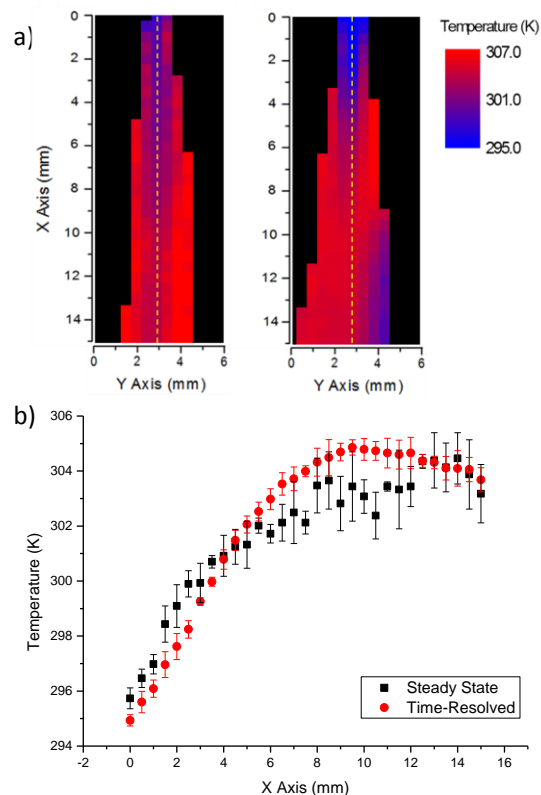 a)
Temperature (K)
307.0
301.0
295.0
0
2
4
6
8
10
12
14
X Axis (mm)
0 2 4 6
Y Axis (mm)
0
2
4
6
8
10
12
14
0 2 4 6
Y Axis (mm)
b)
306
304
302
300
298
296
294
Temperature (K)
Steady State
Time-Resolved
-2 0 2 4 6 8 10 12 14 16
X Axis (mm)